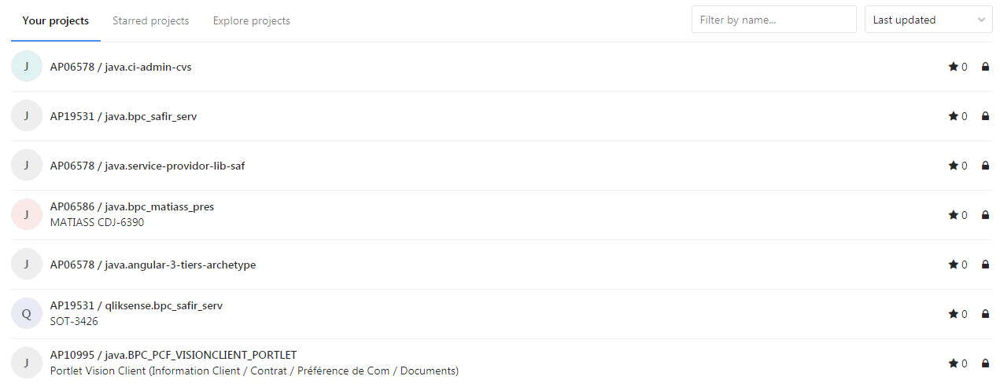 Your projects Starred projects Explore projects Filter by name... Last updated
J AP06578 / java.ci-admin-cvs 0
J AP19531 / java.bpc_safir_serv 0
J AP06578 / java.service-providor-lib-saf 0
J AP06586 / java.bpc_matiass_pres 0
MATIASS CDJ-6390
J AP06578 / java.angular-3-tiers-archetype 0
Q AP19531 / qliksense.bpc_safir_serv 0
SOT-3426
J AP10995 / java.BPC_PCF_VISIONCLIENT_PORTLET 0
Portlet Vision Client (Information Client / Contrat / Préférence de Com / Documents)